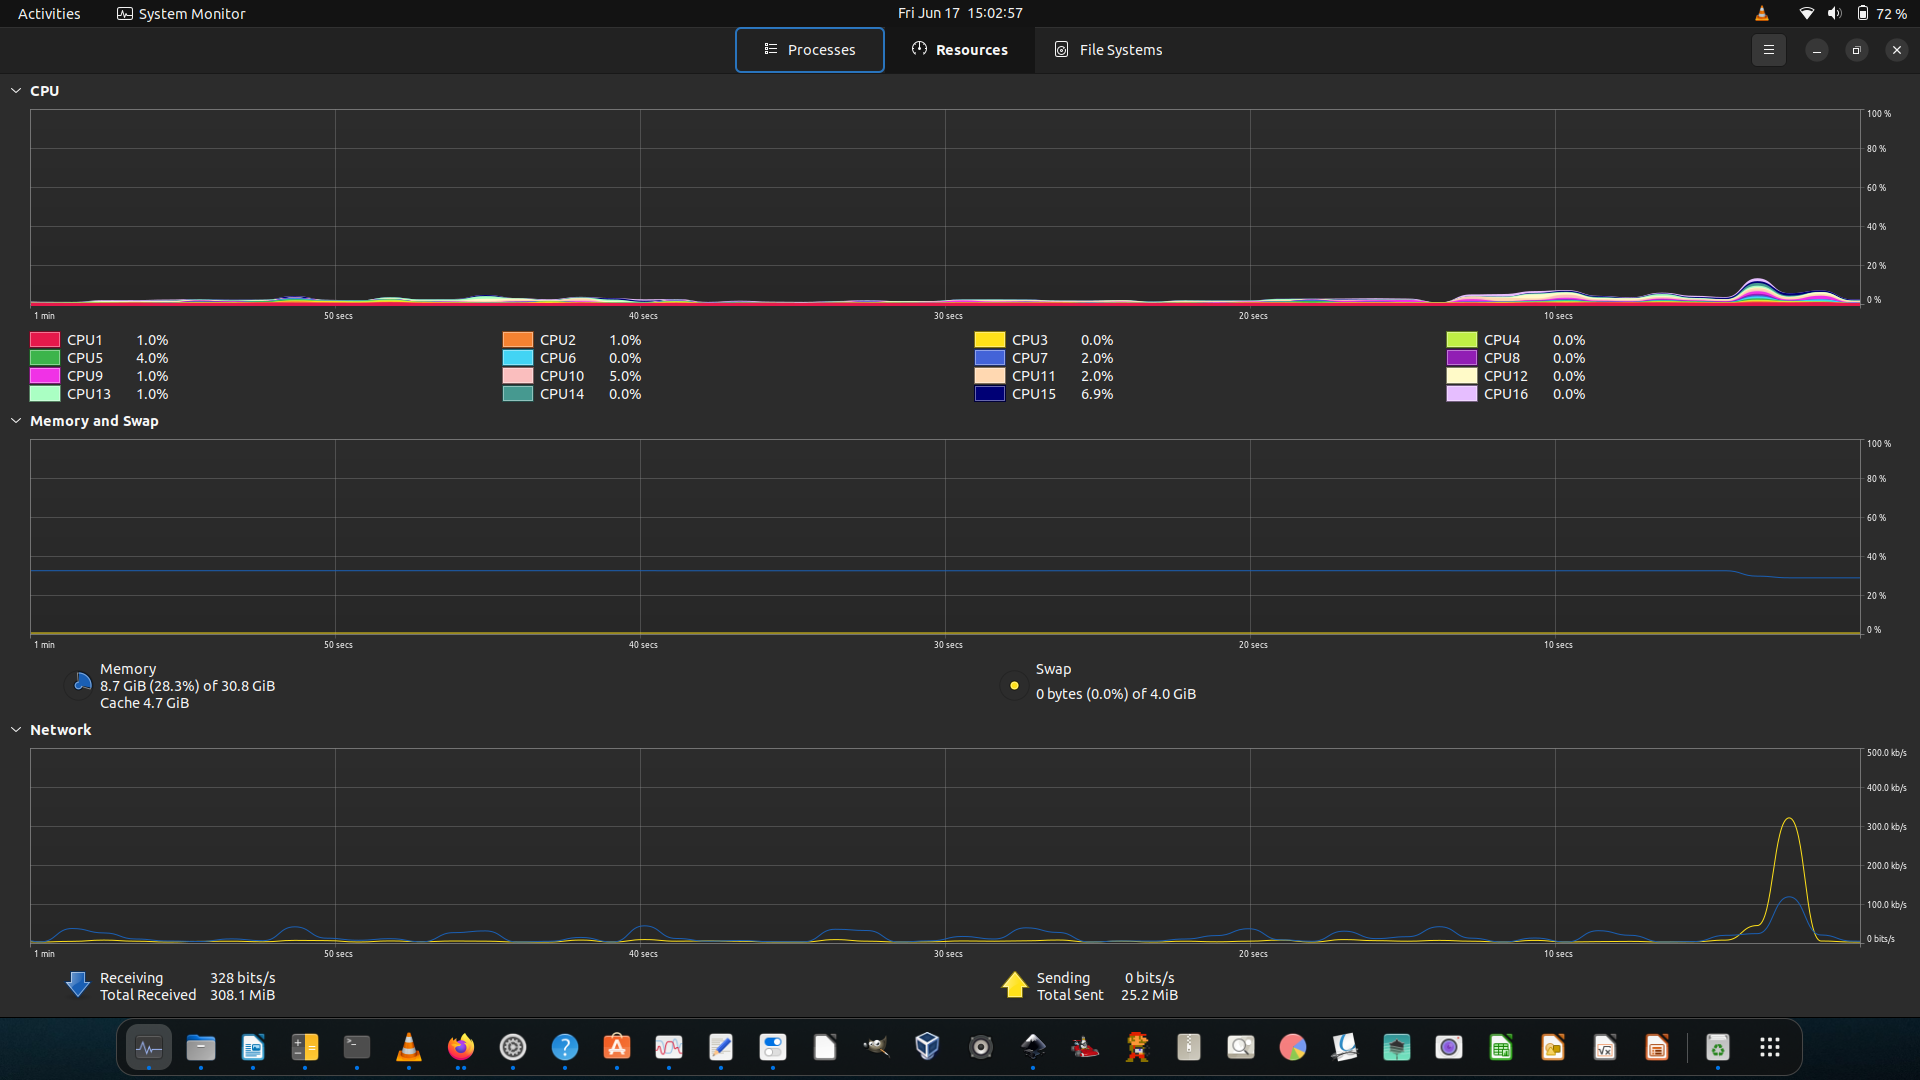 Activities System Monitor Fri Jun 17 15:02:57 72 %
Processes Resources File Systems
CPU
100 %
80 %
60 %
40 %
20 %
0 %
1 min 50 secs 40 secs 30 secs 20 secs 10 secs
CPU1 1.0% CPU2 1.0% CPU3 0.0% CPU4 0.0%
CPU5 4.0% CPU6 0.0% CPU7 2.0% CPU8 0.0%
CPU9 1.0% CPU10 5.0% CPU11 2.0% CPU12 0.0%
CPU13 1.0% CPU14 0.0% CPU15 6.9% CPU16 0.0%
Memory and Swap
100 %
80 %
60 %
40 %
20 %
0 %
1 min 50 secs 40 secs 30 secs 20 secs 10 secs
Memory
8.7 GiB (28.3%) of 30.8 GiB
Cache 4.7 GiB
Swap
0 bytes (0.0%) of 4.0 GiB
Network
500.0 kb/s
400.0 kb/s
300.0 kb/s
200.0 kb/s
100.0 kb/s
0 bits/s
1 min 50 secs 40 secs 30 secs 20 secs 10 secs
Receiving 328 bits/s Sending 0 bits/s
Total Received 308.1 MiB Total Sent 25.2 MiB